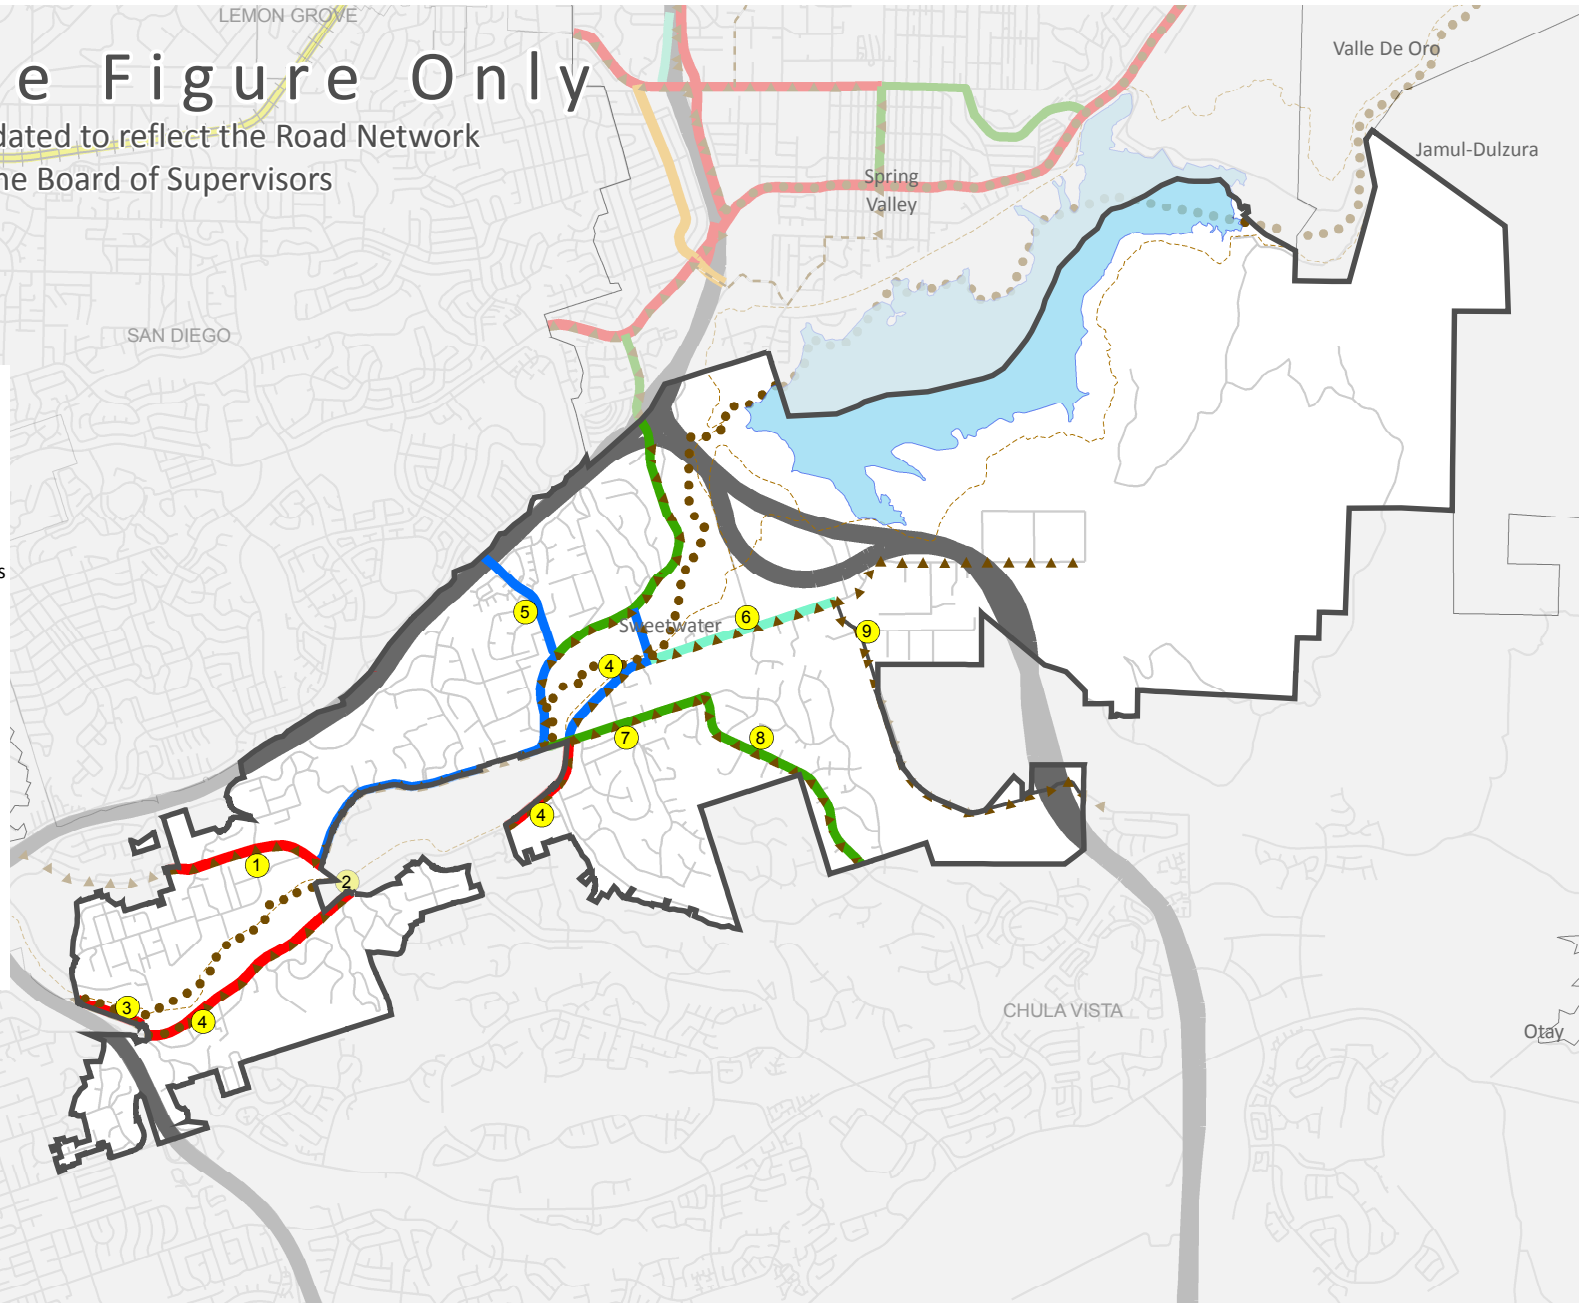 LEMON GROVE
e Figure Only
Valle De Oro
dated to reflect the Road Network
Jamul-Dulzura
ne Board of Supervisors
Spring
Valley
SAN DIEGO
s
5
6
Sweetwater
9
4
7
8
4
1
2
3
4
CHULA VISTA
Otay